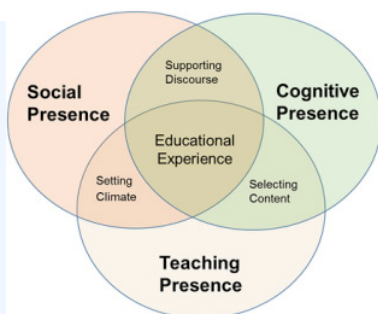 Supporting
Discourse
Social
Presence
Cognitive
Presence
Educational
Experience
Setting
Climate
Selecting
Content
Teaching
Presence